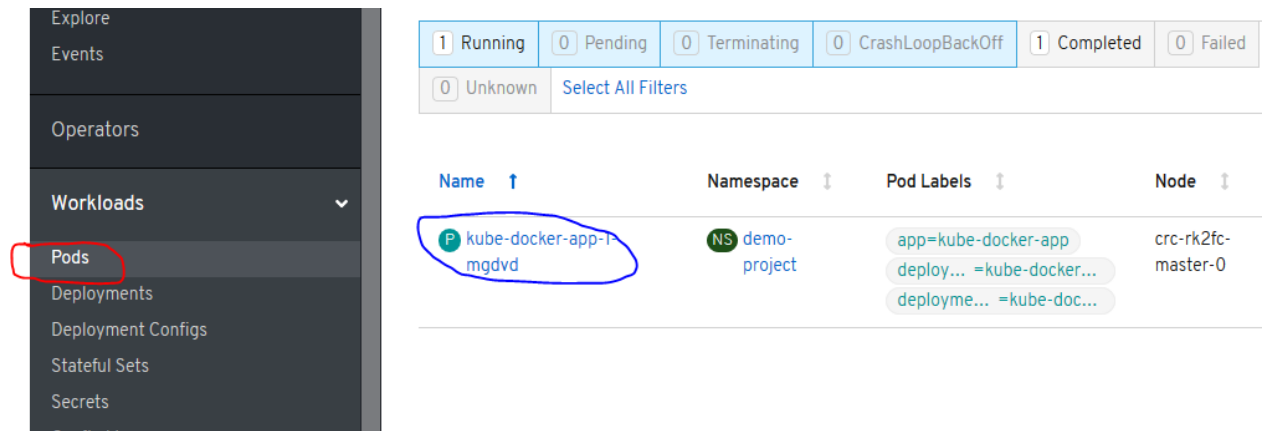 Explore
Events
Operators
Workloads
Pods
Deployments
Deployment Configs
Stateful Sets
Secrets
1 Running 0 Pending 0 Terminating 0 CrashLoopBackOff 1 Completed 0 Failed
0 Unknown Select All Filters
Name Namespace Pod Labels Node
P kube-docker-app-1-
mgdvd
NS demo-
project
app=kube-docker-app
deploy... =kube-docker...
deployme... =kube-doc...
crc-rk2fc-
master-0